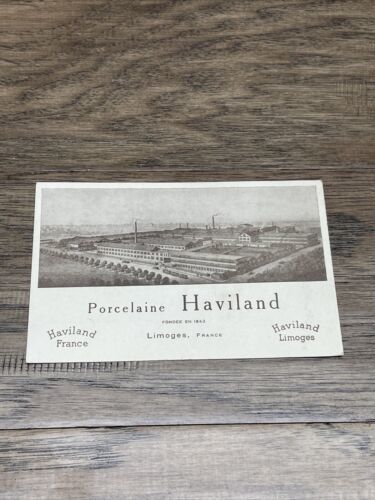 Porcelaine Haviland
FONDÉE EN 1842
Limoges, France
Haviland
France
Haviland
Limoges